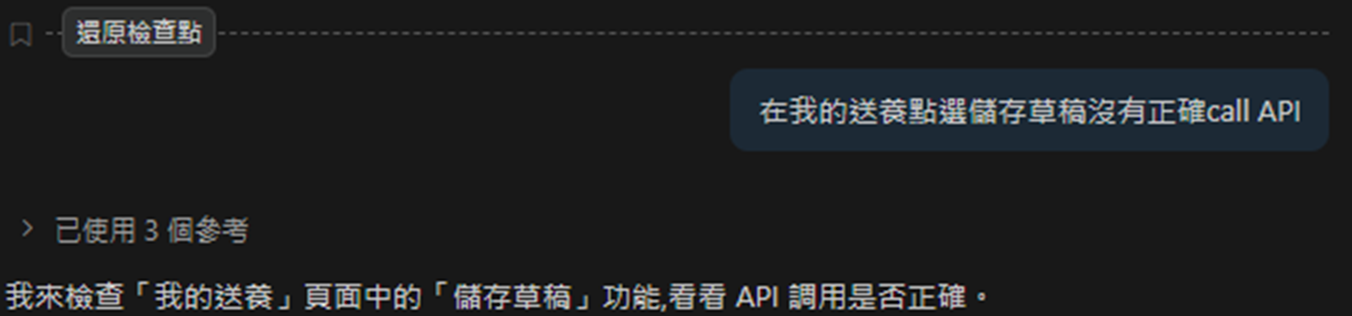 還原檢查點
在我的送養點選儲存草稿沒有正確call API
已使用 3 個參考
我來檢查「我的送養」頁面中的「儲存草稿」功能,看看 API 調用是否正確。